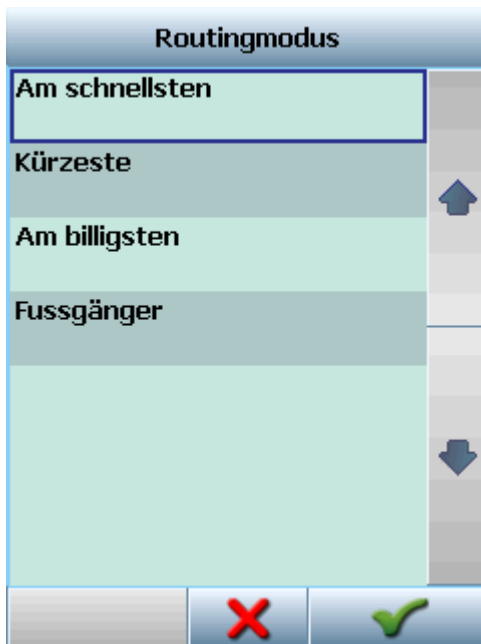 Routingmodus
Am schnellsten
Kürzeste
Am billigsten
Fussgänger